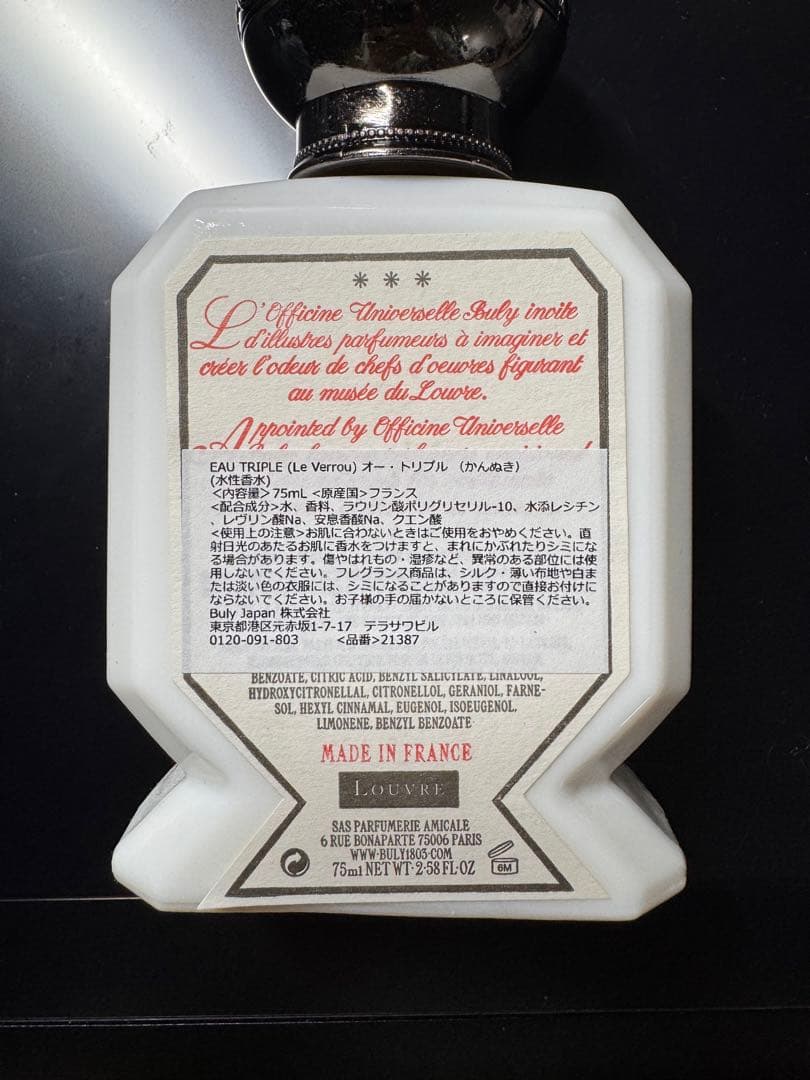 ***
L'Officine Universelle Buly invite
d'illustres parfumeurs à imaginer et
créer l'odeur de chefs d'oeuvres figurant
au musée du Louvre.
Appointed by Officine Universelle
EAU TRIPLE (Le Verrou) オー・トリプル （かんぬき）
(水性香水)
<内容量>75mL <原産国>フランス
<配合成分>水、香料、ラウリン酸ポリグリセリル-10、水添レシチン
、レヴリン酸Na、安息香酸Na、クエン酸
<使用上の注意>お肌に合わないときはご使用をおやめください。直
射日光のあたるお肌に香水をつけますと、まれにかぶれたりシミにな
る場合があります。傷やはれもの・湿疹など、異常のある部位には使
用しないでください。フレグランス商品は、シルク・薄い布地や白ま
たは淡い色の衣服には、シミになることがありますので直接お付けに
ならないでください。お子様の手の届かないところに保管ください。
Buly Japan 株式会社
東京都港区元赤坂1-7-17 テラサワビル
0120-091-803 <品番>21387
BENZOATE, CITRIC ACID, BENZYL SALICYLATE, LINALOOL,
HYDROXYCITRONELLAL, CITRONELLOL, GERANIOL, FARNE-
SOL, HEXYL CINNAMAL, EUGENOL, ISOEUGENOL,
LIMONENE, BENZYL BENZOATE
MADE IN FRANCE
LOUVRE
SAS PARFUMERIE AMICALE
6 RUE BONAPARTE 75006 PARIS
WWW·BULY1803·COM
75ml NET WT·2·58 FL·OZ
6M